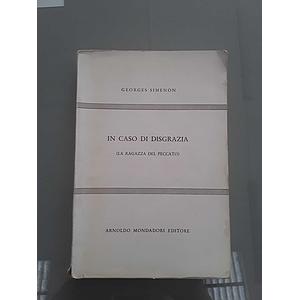 GEORGES SIMENON
IN CASO DI DISGRAZIA
(LA RAGAZZA DEL PECCATO)
ARNOLDO MONDADORI EDITORE